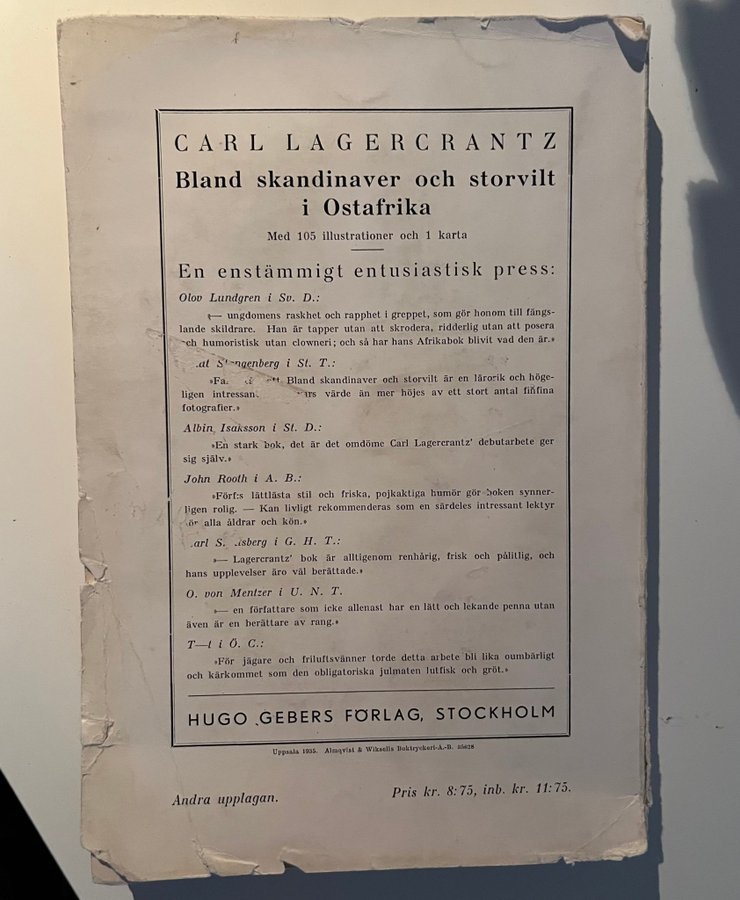 CARL LAGERCRANTZ
Bland skandinaver och storvilt
i Ostafrika
Med 105 illustrationer och 1 karta
En enstämmigt entusiastisk press:
Olov Lundgren i Sv. D.:
— ungdomens raskhet och rapphet i greppet, som gör honom till fängs-
lande skildrare. Han är tapper utan att skrodera, ridderlig utan att posera
och humoristisk utan clowneri; och så har hans Afrikabok blivit vad den är.»
i St. T.:
Bland skandinaver och storvilt är en lärorik och höge-
ligen värde än mer höjes av ett stort antal finfina
fotografier.»
Albin Isaksson i St. D.:
»En stark bok, det är det omdöme Carl Lagercrantz' debutarbete ger
sig själv.»
John Rooth i A. B.:
»Förf:s lättlästa stil och friska, pojkaktiga humör gör boken synner-
ligen rolig. — Kan livligt rekommenderas som en särdeles intressant lektyr
för alla åldrar och kön.»
S. i G. H. T.:
»— Lagercrantz' bok är alltigenom renhårig, frisk och pålitlig, och
hans upplevelser äro väl berättade.»
O. von Mentzer i U. N. T.
»— en författare som icke allenast har en lätt och lekande penna utan
även är en berättare av rang.»
T—t i Ö. C.:
»För jägare och friluftsvänner torde detta arbete bli lika oumbärligt
och kärkommet som den obligatoriska julmaten lutfisk och gröt.»
HUGO GEBERS FÖRLAG, STOCKHOLM
Uppsala 1935. Almqvist & Wiksells Boktryckeri-A.-B.
Andra upplagan.
Pris kr. 8:75, inb. kr. 11:75.